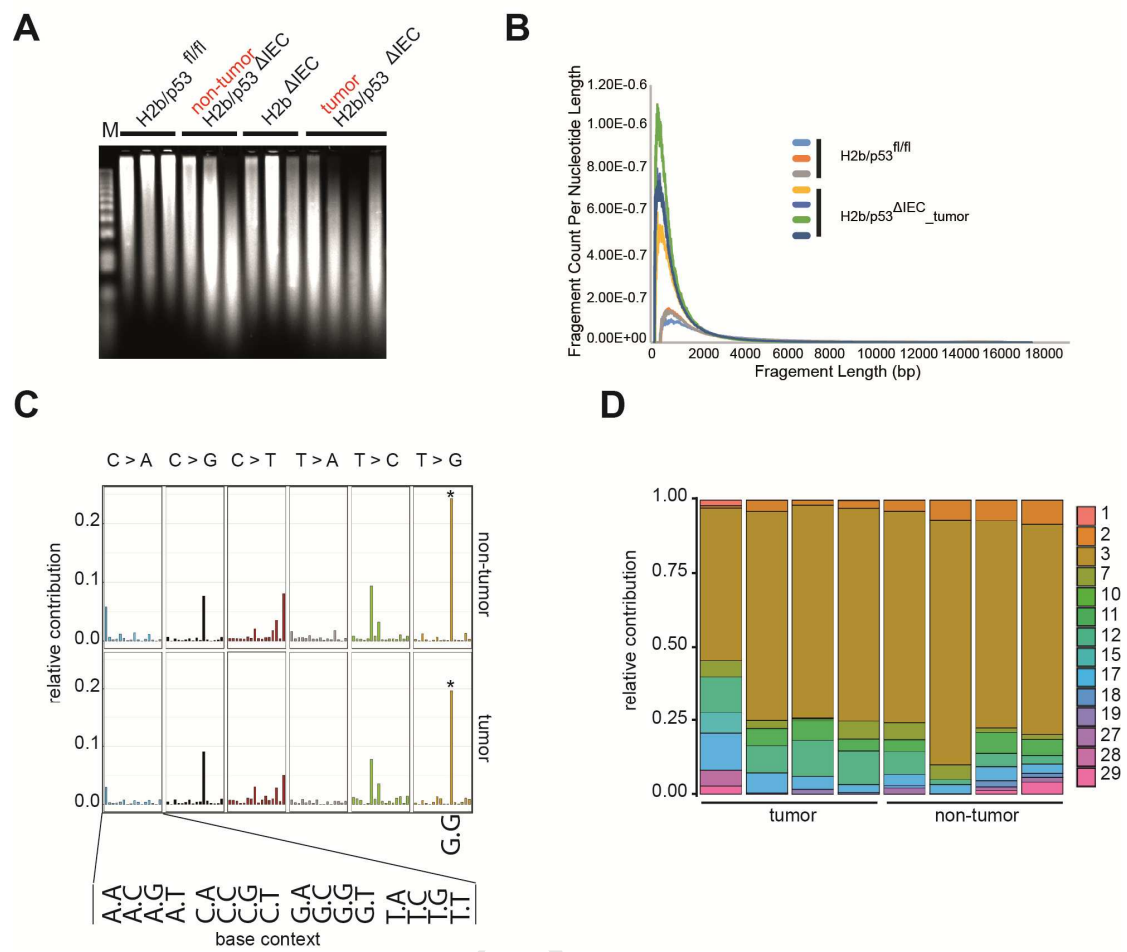 A
H2b/p53 fl/fl
non-tumor
H2b/p53 ΔIEC
H2b ΔIEC
tumor
H2b/p53 ΔIEC
M
B
Fragement Count Per Nucleotide Length
1.20E-0.6
1.00E-0.6
8.00E-0.7
6.00E-0.7
4.00E-0.7
2.00E-0.7
0.00E+00
H2b/p53fl/fl
H2b/p53ΔIEC_tumor
0 2000 4000 6000 8000 10000 12000 14000 16000 18000
Fragement Length (bp)
C
C > A C > G C > T T > A T > C T > G
relative contribution
0.2
0.1
0.0
*
non-tumor
0.2
0.1
0.0
*
tumor
G.G
A.A A.C A.G A.T C.A C.C C.G C.T G.A G.C G.G G.T T.A T.C T.G T.T
base context
D
relative contribution
1.00
0.75
0.50
0.25
0.00
tumor non-tumor
1
2
3
7
10
11
12
15
17
18
19
27
28
29